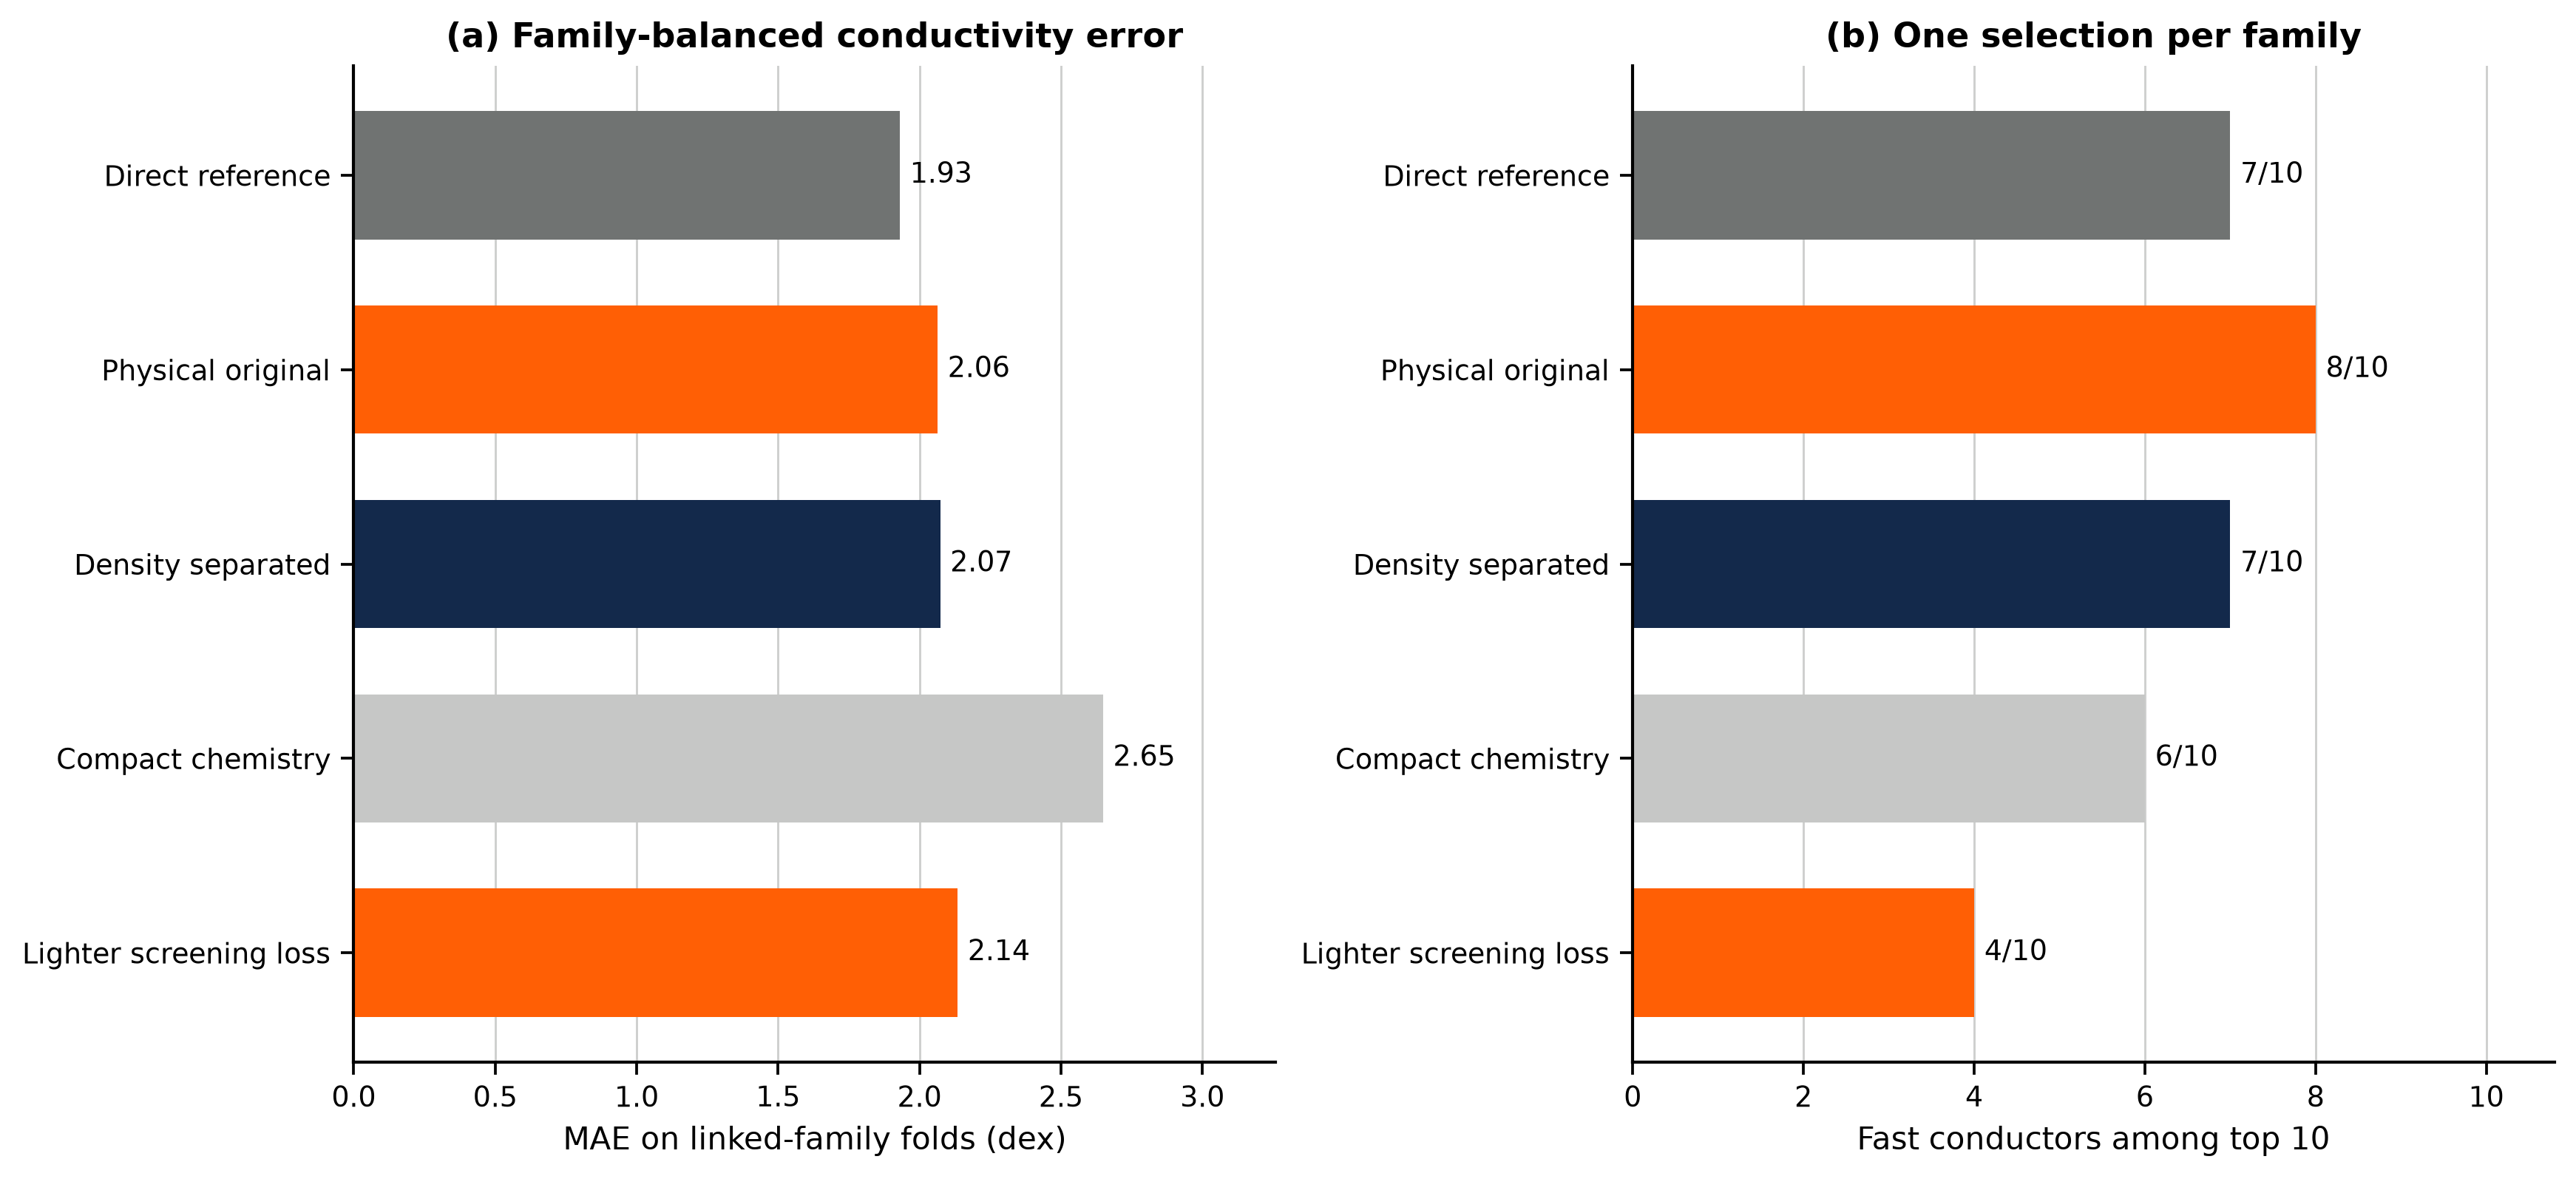 (a) Family-balanced conductivity error
Direct reference
1.93
Physical original
2.06
Density separated
2.07
Compact chemistry
2.65
Lighter screening loss
2.14
0.0 0.5 1.0 1.5 2.0 2.5 3.0
MAE on linked-family folds (dex)
(b) One selection per family
Direct reference
7/10
Physical original
8/10
Density separated
7/10
Compact chemistry
6/10
Lighter screening loss
4/10
0 2 4 6 8 10
Fast conductors among top 10